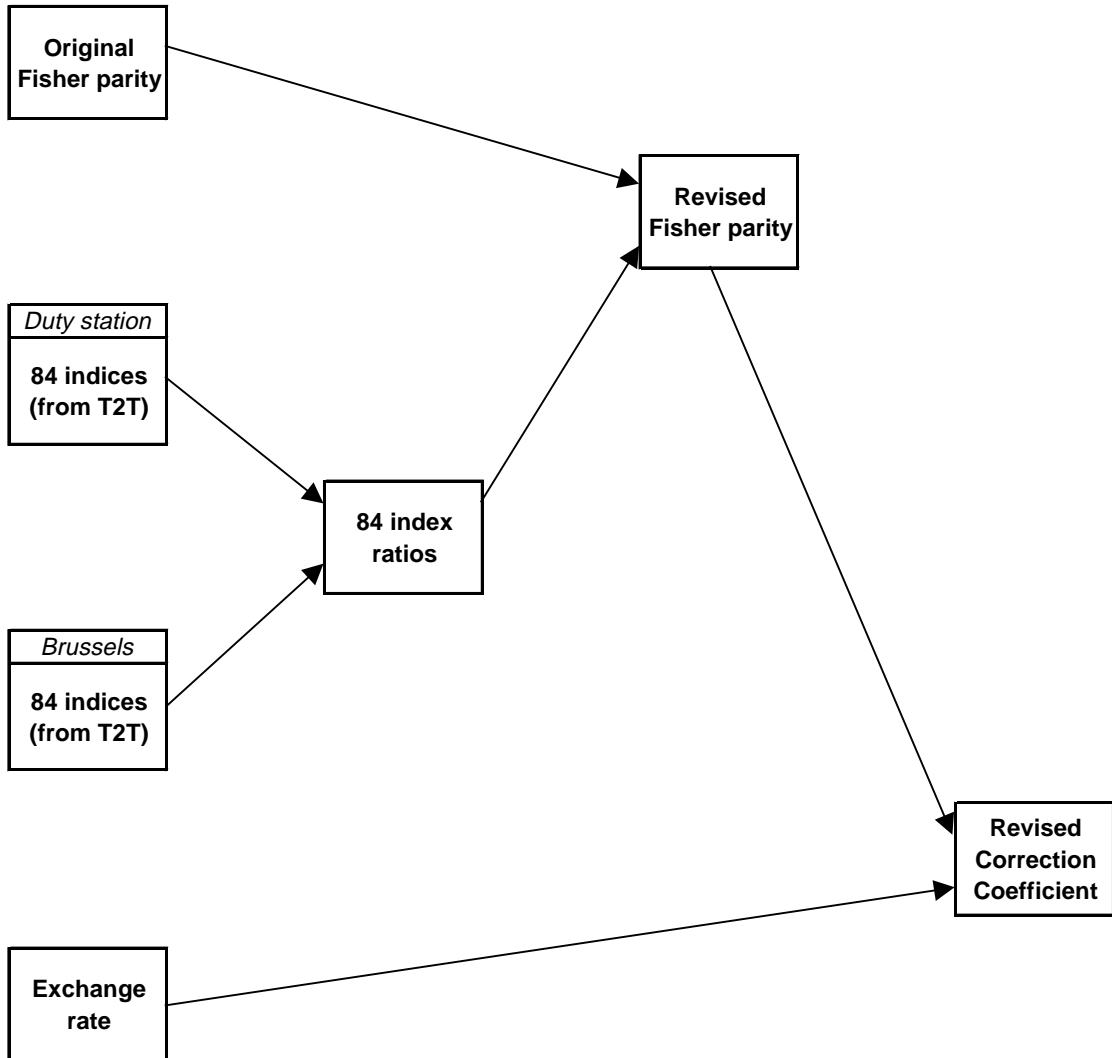 Original
Fisher parity
Revised
Fisher parity
Duty station
84 indices
(from T2T)
84 index
ratios
Brussels
84 indices
(from T2T)
Revised
Correction
Coefficient
Exchange
rate